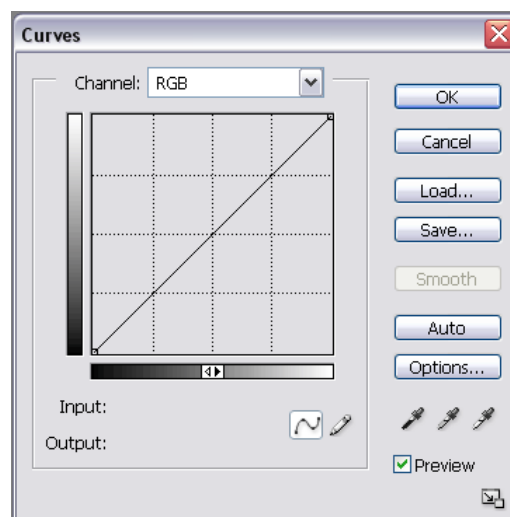 Curves
Channel: RGB
OK
Cancel
Load...
Save...
Smooth
Auto
Options...
Input:
Output:
Preview